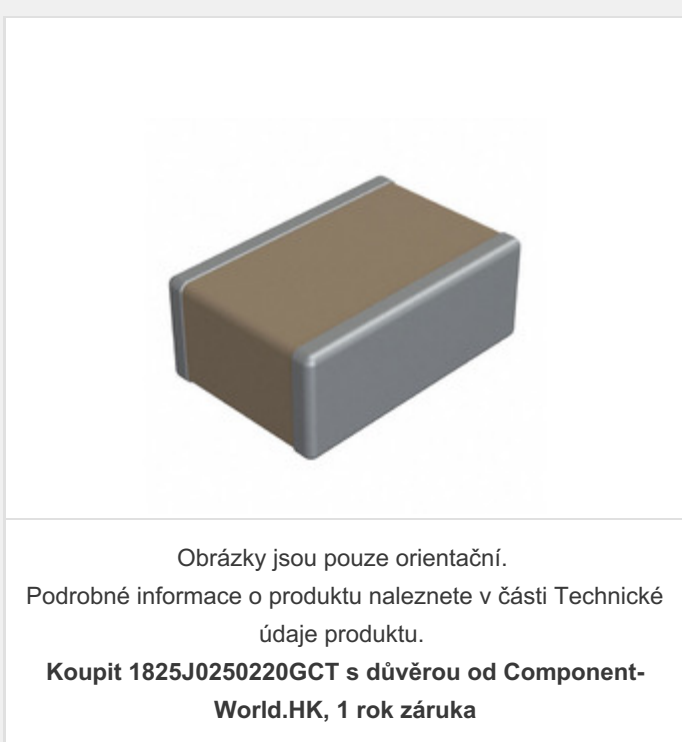 Obrázky jsou pouze orientační.
Podrobné informace o produktu naleznete v části Technické
údaje produktu.
Koupit 1825J0250220GCT s důvěrou od Component-
World.HK, 1 rok záruka